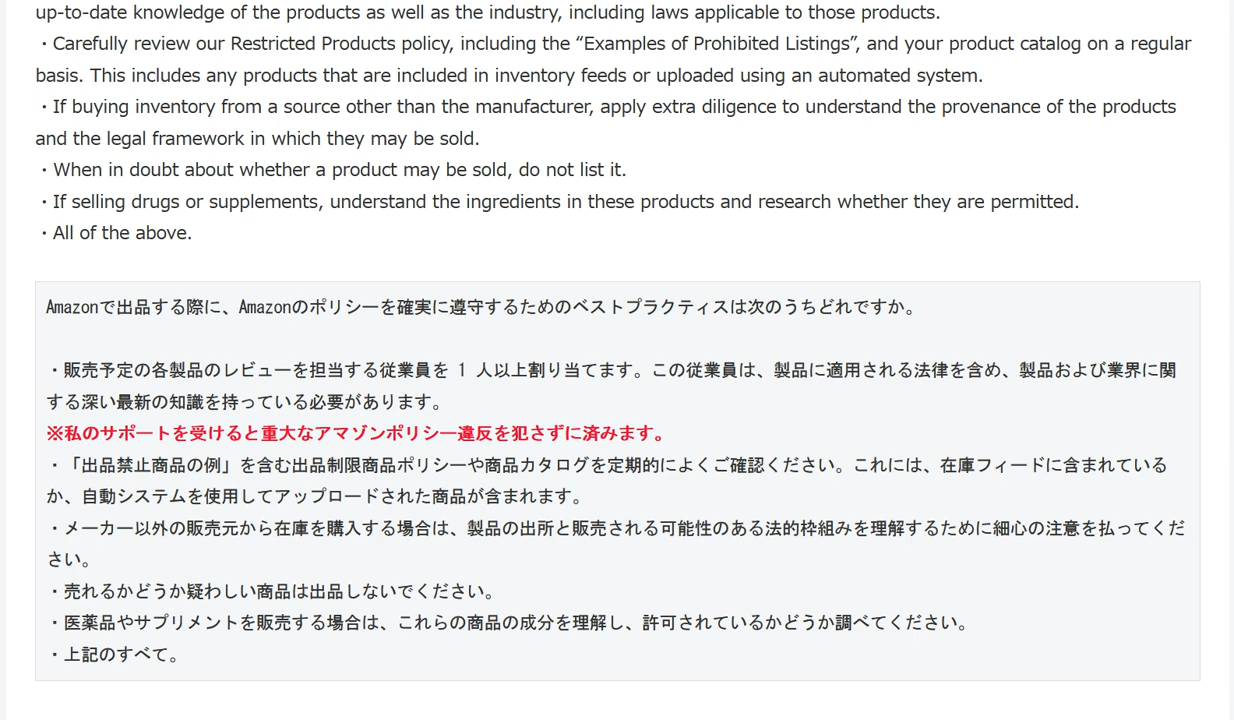 up-to-date knowledge of the products as well as the industry, including laws applicable to those products.
・Carefully review our Restricted Products policy, including the “Examples of Prohibited Listings”, and your product catalog on a regular
basis. This includes any products that are included in inventory feeds or uploaded using an automated system.
・If buying inventory from a source other than the manufacturer, apply extra diligence to understand the provenance of the products
and the legal framework in which they may be sold.
・When in doubt about whether a product may be sold, do not list it.
・If selling drugs or supplements, understand the ingredients in these products and research whether they are permitted.
・All of the above.
Amazonで出品する際に、Amazonのポリシーを確実に遵守するためのベストプラクティスは次のうちどれですか。
・販売予定の各製品のレビューを担当する従業員を 1 人以上割り当てます。この従業員は、製品に適用される法律を含め、製品および業界に関
する深い最新の知識を持っている必要があります。
※私のサポートを受けると重大なアマゾンポリシー違反を犯さずに済みます。
・「出品禁止商品の例」を含む出品制限商品ポリシーや商品カタログを定期的によくご確認ください。これには、在庫フィードに含まれている
か、自動システムを使用してアップロードされた商品が含まれます。
・メーカー以外の販売元から在庫を購入する場合は、製品の出所と販売される可能性のある法的枠組みを理解するために細心の注意を払ってくだ
さい。
・売れるかどうか疑わしい商品は出品しないでください。
・医薬品やサプリメントを販売する場合は、これらの商品の成分を理解し、許可されているかどうか調べてください。
・上記のすべて。